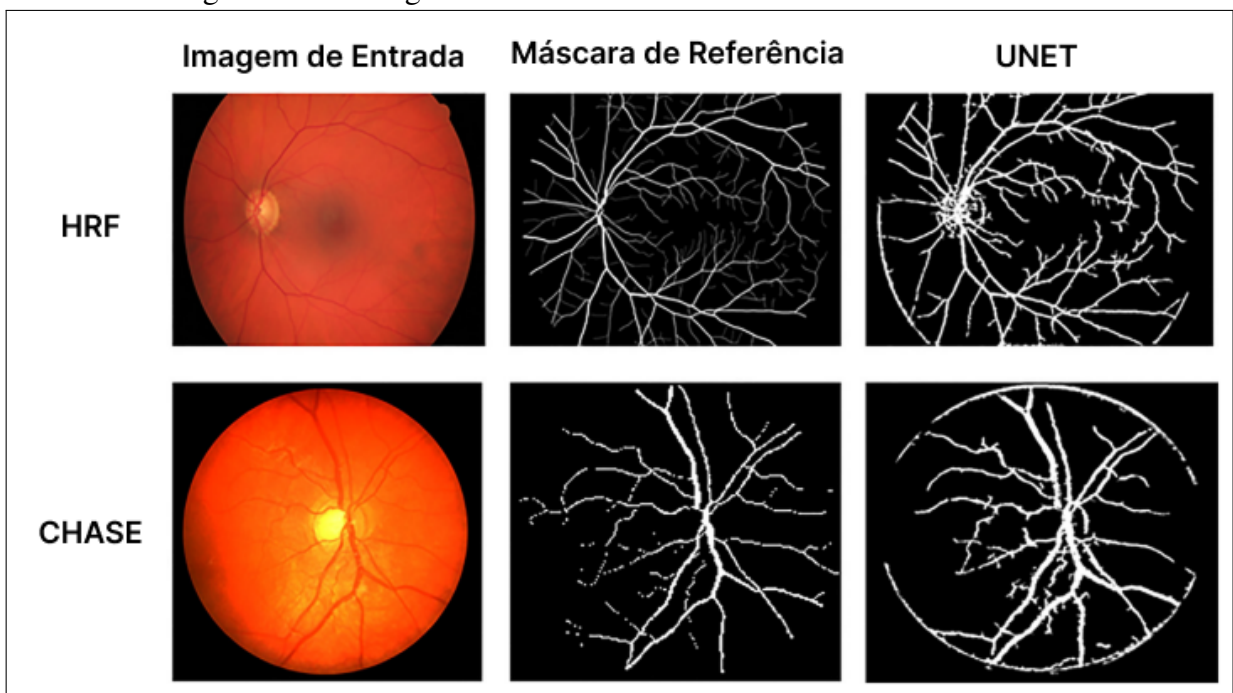 Imagem de Entrada
Máscara de Referência
UNET
HRF
CHASE